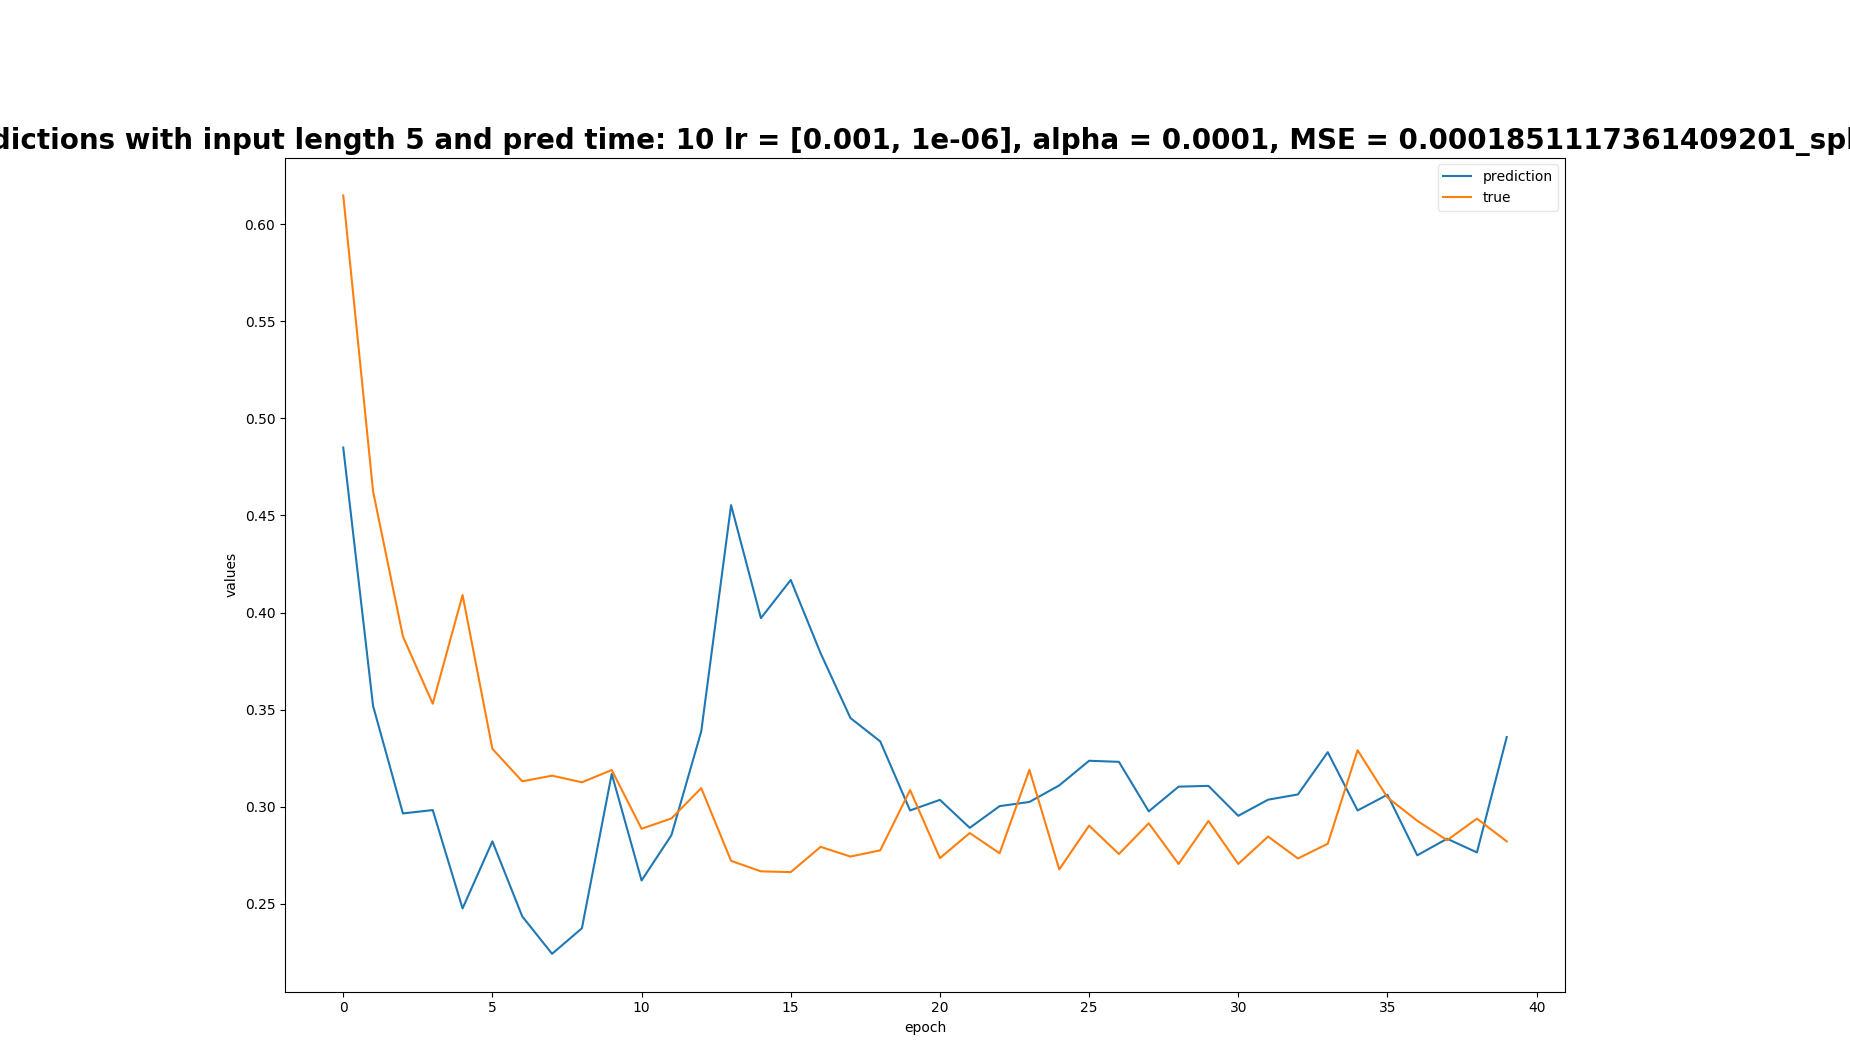 dictions with input length 5 and pred time: 10 lr = [0.001, 1e-06], alpha = 0.0001, MSE = 0.0001851117361409201_spl
prediction
true
0.60
0.55
0.50
0.45
0.40
0.35
0.30
0.25
values
0 5 10 15 20 25 30 35 40
epoch